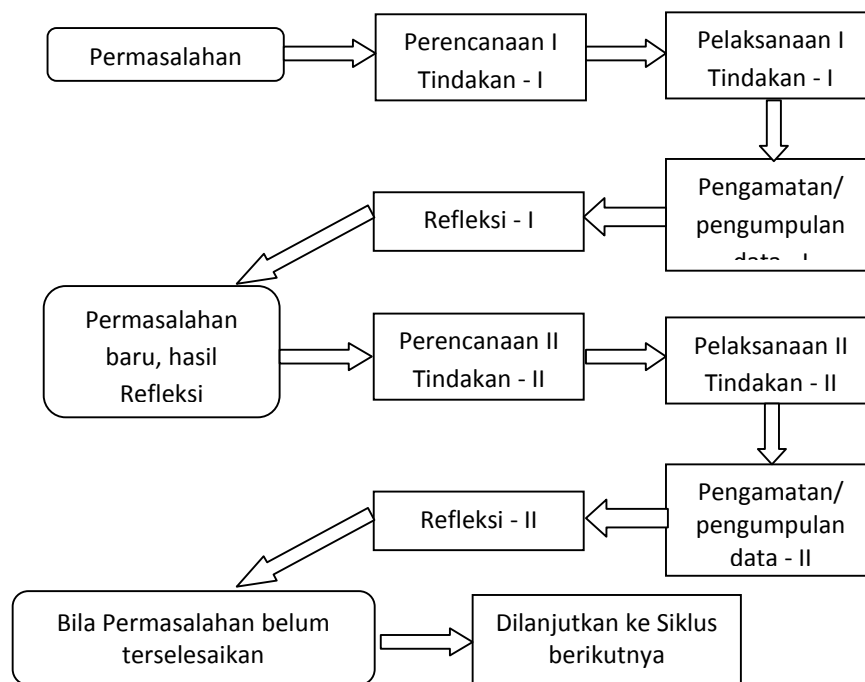 Permasalahan
Perencanaan I
Tindakan - I
Pelaksanaan I
Tindakan - I
Pengamatan/
pengumpulan
data - I
Refleksi - I
Permasalahan
baru, hasil
Refleksi
Perencanaan II
Tindakan - II
Pelaksanaan II
Tindakan - II
Pengamatan/
pengumpulan
data - II
Refleksi - II
Bila Permasalahan belum
terselesaikan
Dilanjutkan ke Siklus
berikutnya